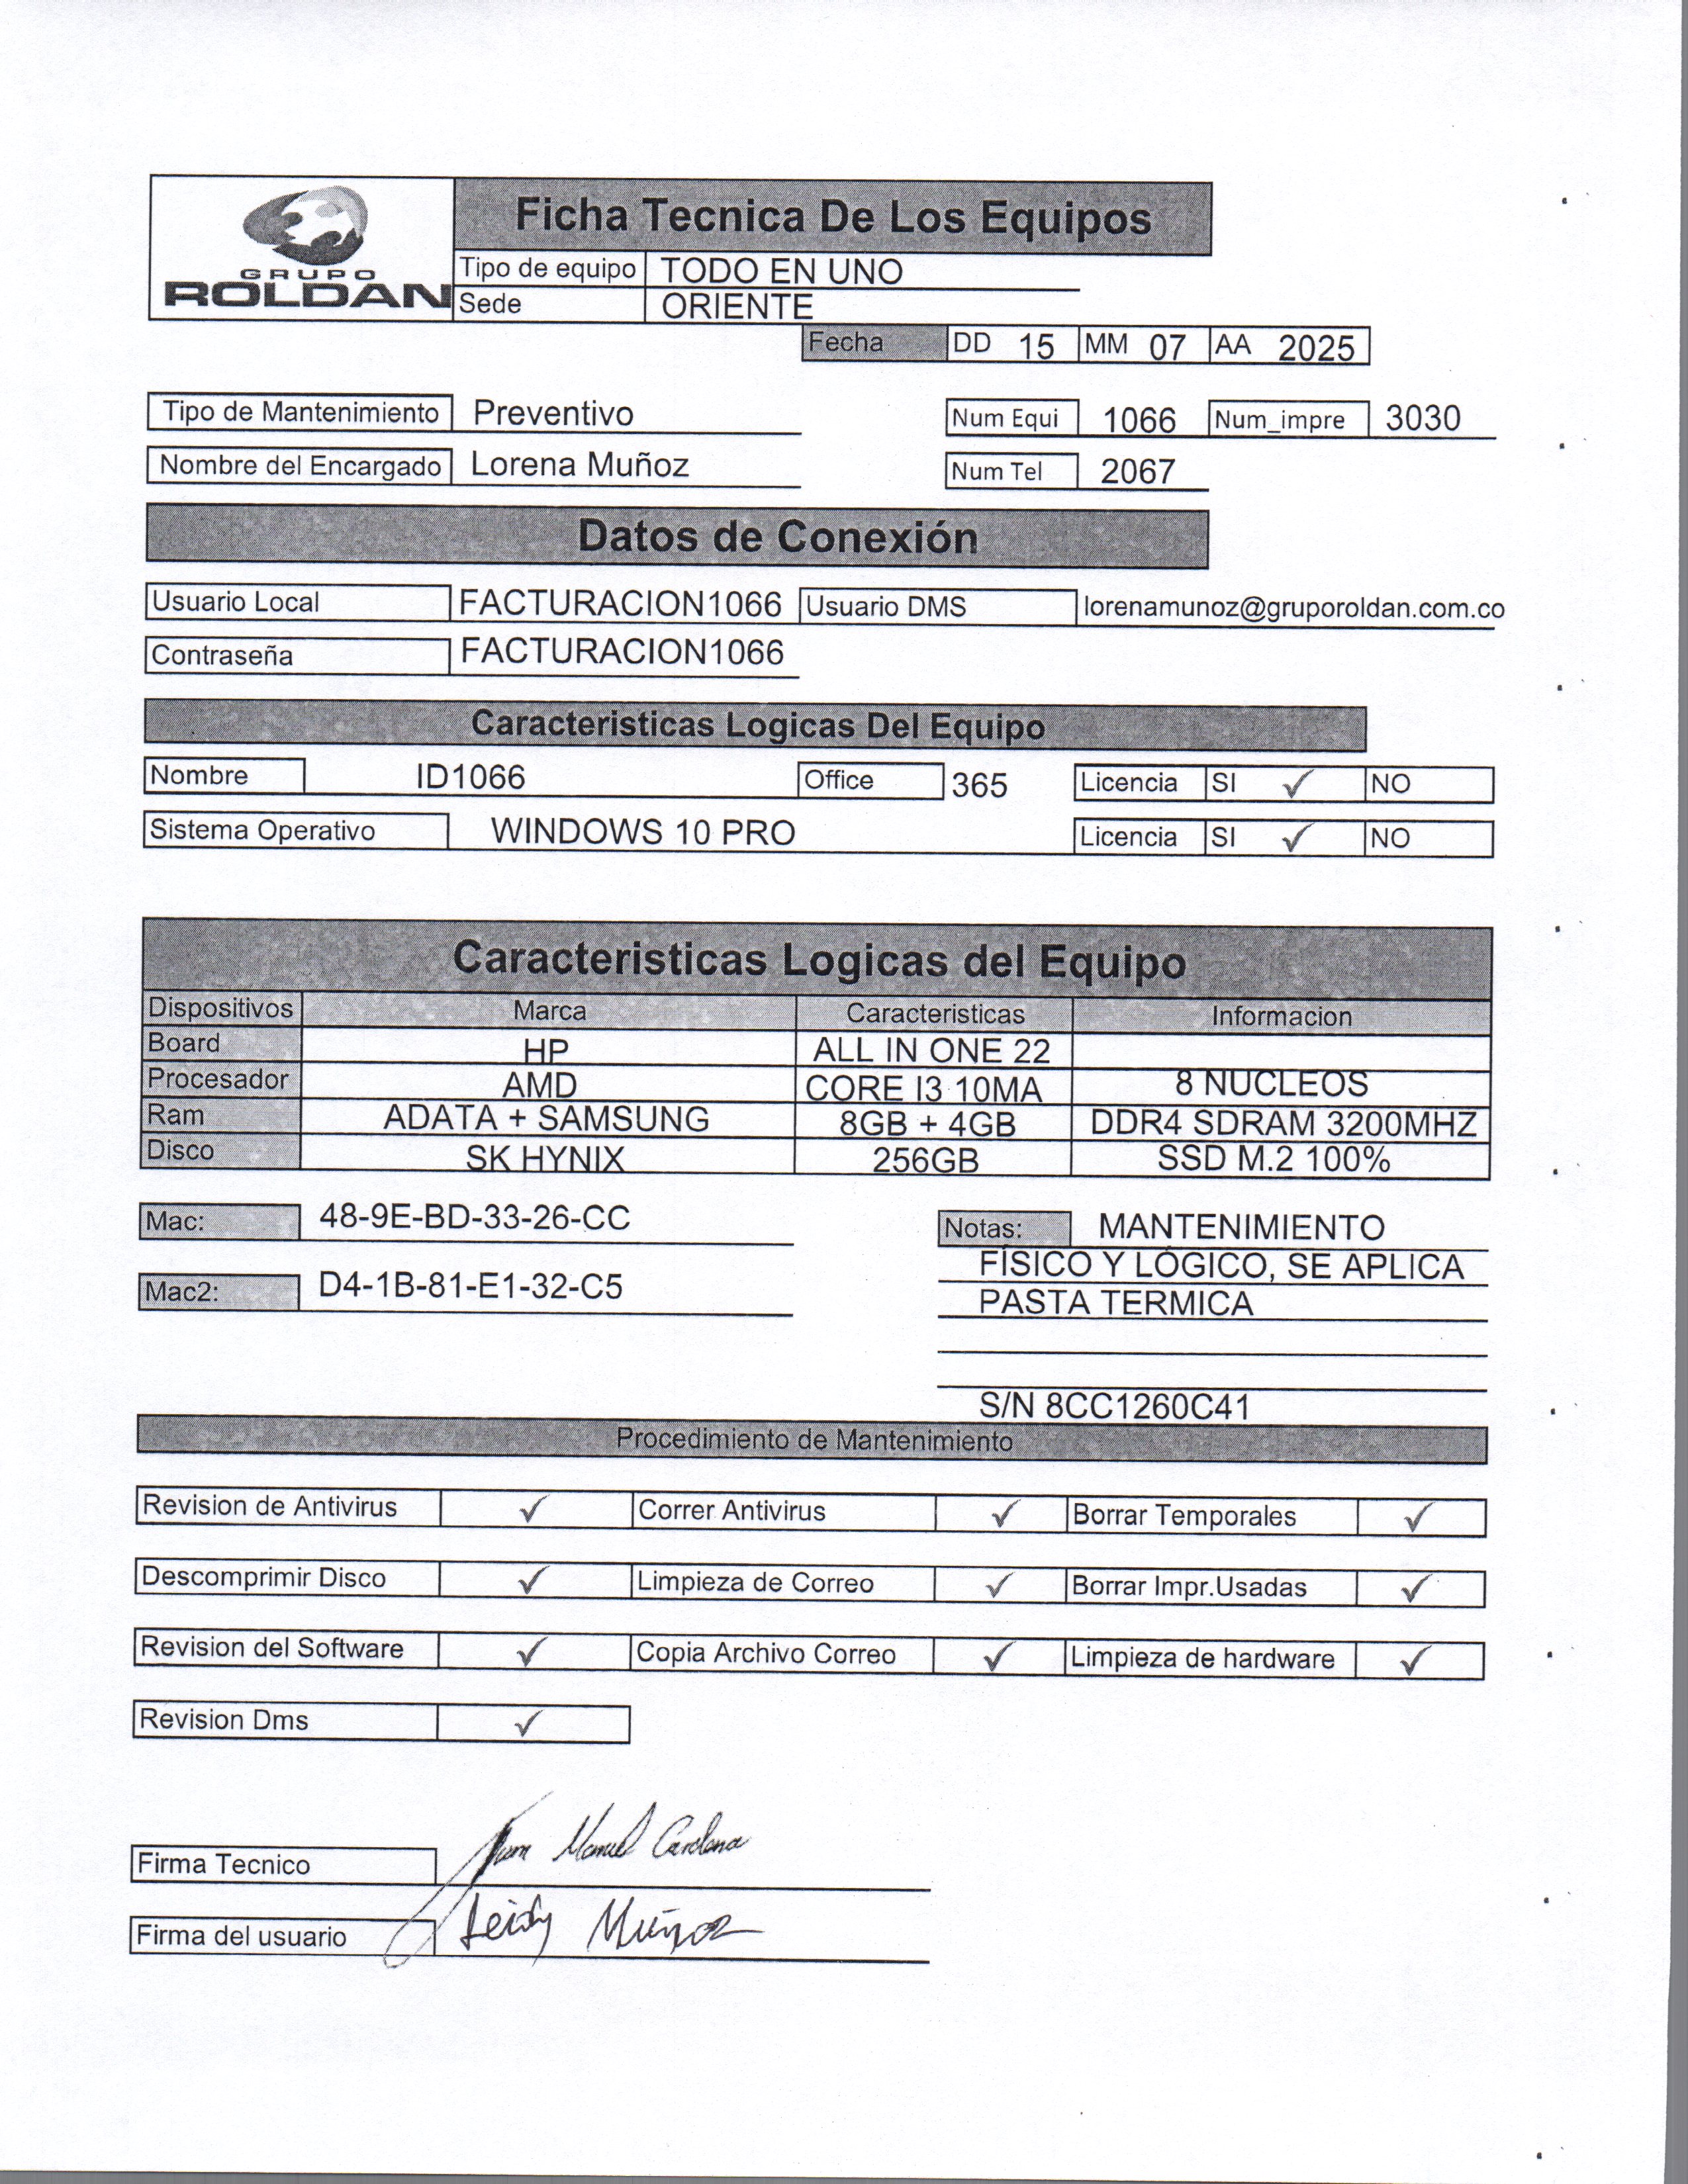 GRUPO
ROLDAN
Ficha Tecnica De Los Equipos
Tipo de equipo TODO EN UNO
Sede ORIENTE
Fecha DD 15 MM 07 AA 2025
Tipo de Mantenimiento Preventivo Num Equi 1066 Num_impre 3030
Nombre del Encargado Lorena Muñoz Num Tel 2067
Datos de Conexión
Usuario Local FACTURACION1066 Usuario DMS lorenamunoz@gruporoldan.com.co
Contraseña FACTURACION1066
Caracteristicas Logicas Del Equipo
Nombre ID1066 Office 365 Licencia SI ✓ NO
Sistema Operativo WINDOWS 10 PRO Licencia SI ✓ NO
Caracteristicas Logicas del Equipo
Dispositivos Marca Caracteristicas Informacion
Board HP ALL IN ONE 22
Procesador AMD CORE I3 10MA 8 NUCLEOS
Ram ADATA + SAMSUNG 8GB + 4GB DDR4 SDRAM 3200MHZ
Disco SK HYNIX 256GB SSD M.2 100%
Mac: 48-9E-BD-33-26-CC Notas: MANTENIMIENTO
FÍSICO Y LÓGICO, SE APLICA
Mac2: D4-1B-81-E1-32-C5 PASTA TERMICA
S/N 8CC1260C41
Procedimiento de Mantenimiento
Revision de Antivirus ✓ Correr Antivirus ✓ Borrar Temporales ✓
Descomprimir Disco ✓ Limpieza de Correo ✓ Borrar Impr.Usadas ✓
Revision del Software ✓ Copia Archivo Correo ✓ Limpieza de hardware ✓
Revision Dms ✓
Firma Tecnico Juan Manuel Cardona
Firma del usuario Leidy Muñoz